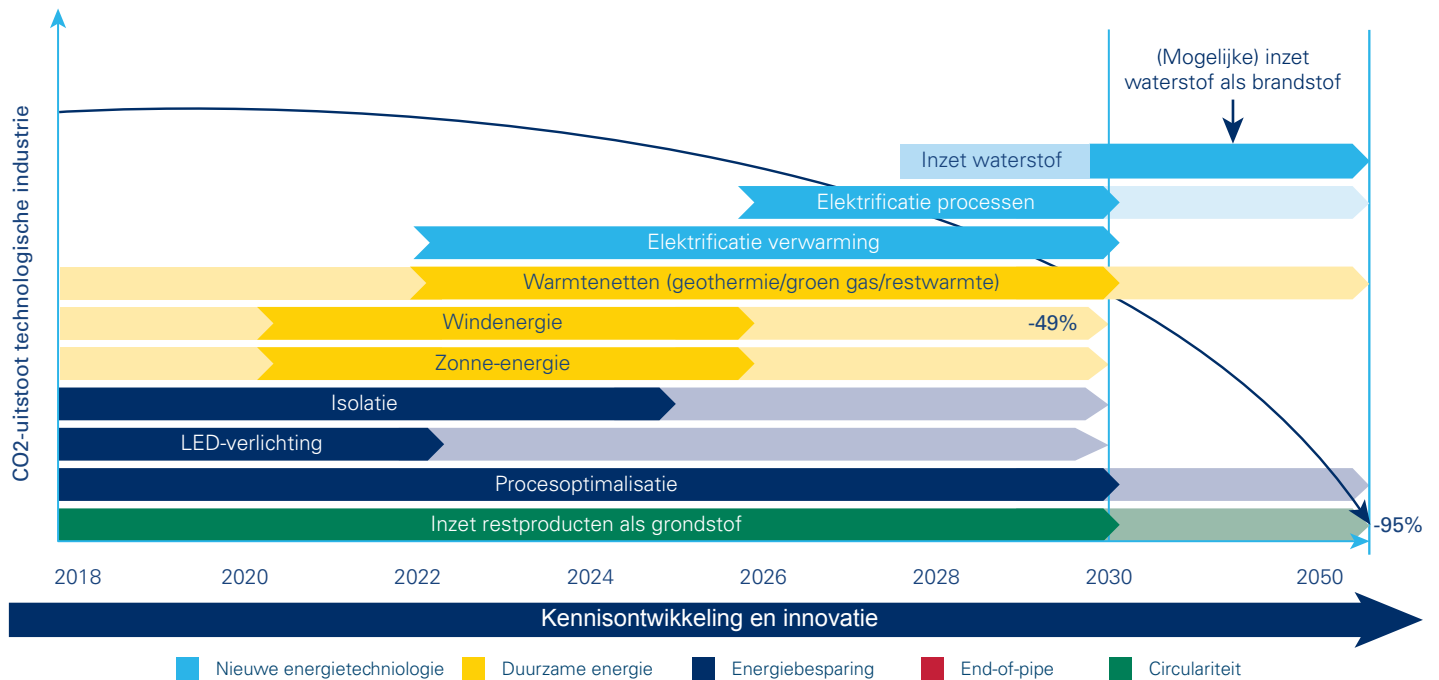 CO2-uitstoot technologische industrie
(Mogelijke) inzet
waterstof als brandstof
Inzet waterstof
Elektrificatie processen
Elektrificatie verwarming
Warmtenetten (geothermie/groen gas/restwarmte)
Windenergie
-49%
Zonne-energie
Isolatie
LED-verlichting
Procesoptimalisatie
Inzet restproducten als grondstof
-95%
2018 2020 2022 2024 2026 2028 2030 2050
Kennisontwikkeling en innovatie
Nieuwe energietechniologie Duurzame energie Energiebesparing End-of-pipe Circulariteit